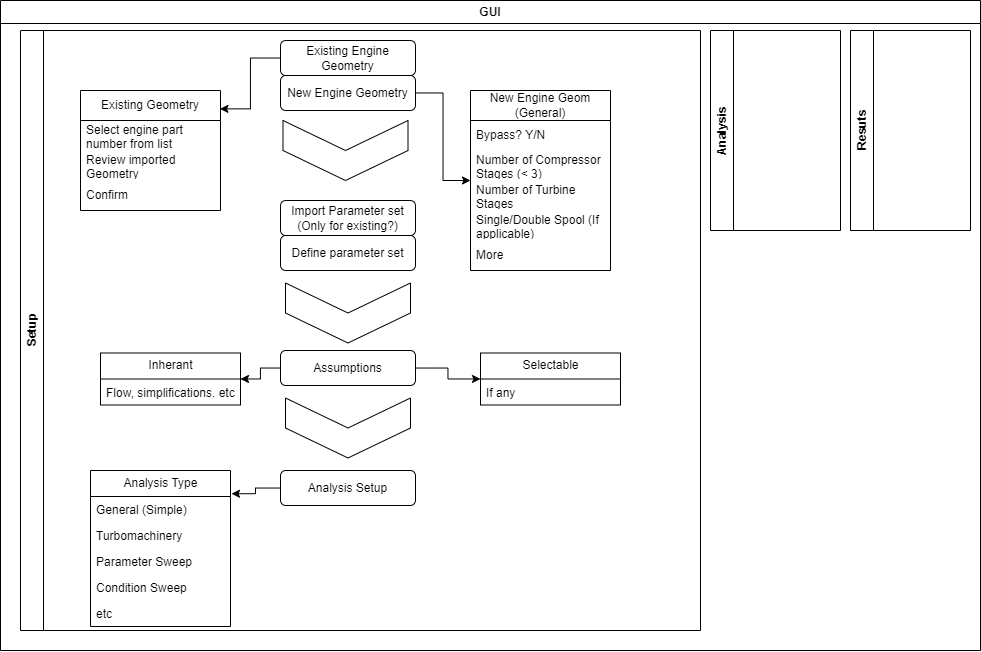 GUI
Setup
Existing Engine
Geometry
New Engine Geometry
Existing Geometry
Select engine part
number from list
Review imported
Geometry
Confirm
New Engine Geom
(General)
Bypass? Y/N
Number of Compressor
Stages (< 3)
Number of Turbine
Stages
Single/Double Spool (If
applicable)
More
Import Parameter set
(Only for existing?)
Define parameter set
Inherant
Flow, simplifications. etc
Assumptions
Selectable
If any
Analysis Type
General (Simple)
Turbomachinery
Parameter Sweep
Condition Sweep
etc
Analysis Setup
Analysis
Resuts